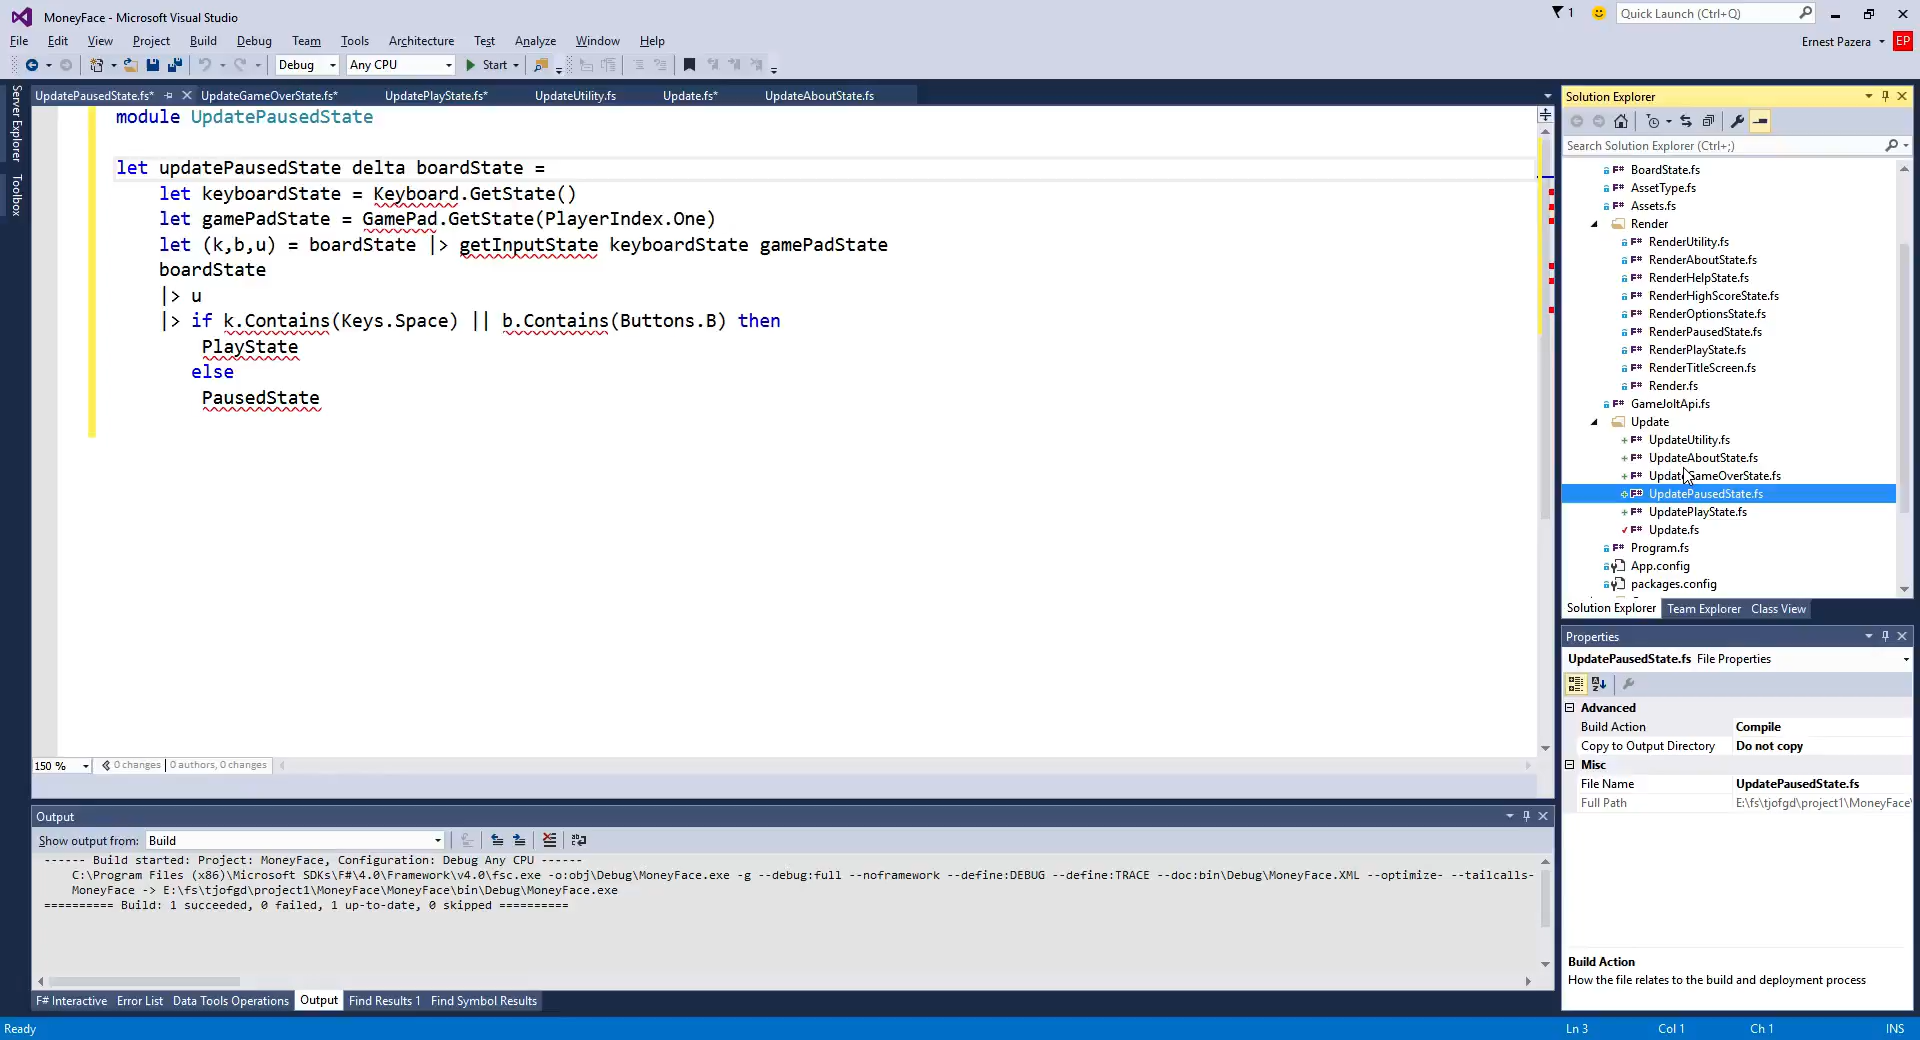 MoneyFace - Microsoft Visual Studio
1
Quick Launch (Ctrl+Q)
File Edit View Project Build Debug Team Tools Architecture Test Analyze Window Help
Ernest Pazera
EP
Debug
Any CPU
Start
Server Explorer
Toolbox
UpdatePausedState.fs*
UpdateGameOverState.fs*
UpdatePlayState.fs*
UpdateUtility.fs
Update.fs*
UpdateAboutState.fs
module UpdatePausedState
let updatePausedState delta boardState =
let keyboardState = Keyboard.GetState()
let gamePadState = GamePad.GetState(PlayerIndex.One)
let (k,b,u) = boardState |> getInputState keyboardState gamePadState
boardState
|> u
|> if k.Contains(Keys.Space) || b.Contains(Buttons.B) then
PlayState
else
PausedState
150 %
0 changes | 0 authors, 0 changes
Output
Show output from: Build
------ Build started: Project: MoneyFace, Configuration: Debug Any CPU ------
C:\Program Files (x86)\Microsoft SDKs\F#\4.0\Framework\v4.0\fsc.exe -o:obj\Debug\MoneyFace.exe -g --debug:full --noframework --define:DEBUG --define:TRACE --doc:bin\Debug\MoneyFace.XML --optimize- --tailcalls-
MoneyFace -> E:\fs\tjofgd\project1\MoneyFace\MoneyFace\bin\Debug\MoneyFace.exe
========== Build: 1 succeeded, 0 failed, 1 up-to-date, 0 skipped ==========
F# Interactive Error List Data Tools Operations Output Find Results 1 Find Symbol Results
Solution Explorer
Search Solution Explorer (Ctrl+;)
F# BoardState.fs
F# AssetType.fs
F# Assets.fs
Render
F# RenderUtility.fs
F# RenderAboutState.fs
F# RenderHelpState.fs
F# RenderHighScoreState.fs
F# RenderOptionsState.fs
F# RenderPausedState.fs
F# RenderPlayState.fs
F# RenderTitleScreen.fs
F# Render.fs
F# GameJoltApi.fs
Update
F# UpdateUtility.fs
F# UpdateAboutState.fs
F# UpdateGameOverState.fs
F# UpdatePausedState.fs
F# UpdatePlayState.fs
F# Update.fs
F# Program.fs
App.config
packages.config
Solution Explorer Team Explorer Class View
Properties
UpdatePausedState.fs File Properties
Advanced
Build Action Compile
Copy to Output Directory Do not copy
Misc
File Name UpdatePausedState.fs
Full Path E:\fs\tjofgd\project1\MoneyFace\
Build Action
How the file relates to the build and deployment process
Ready
Ln 3
Col 1
Ch 1
INS